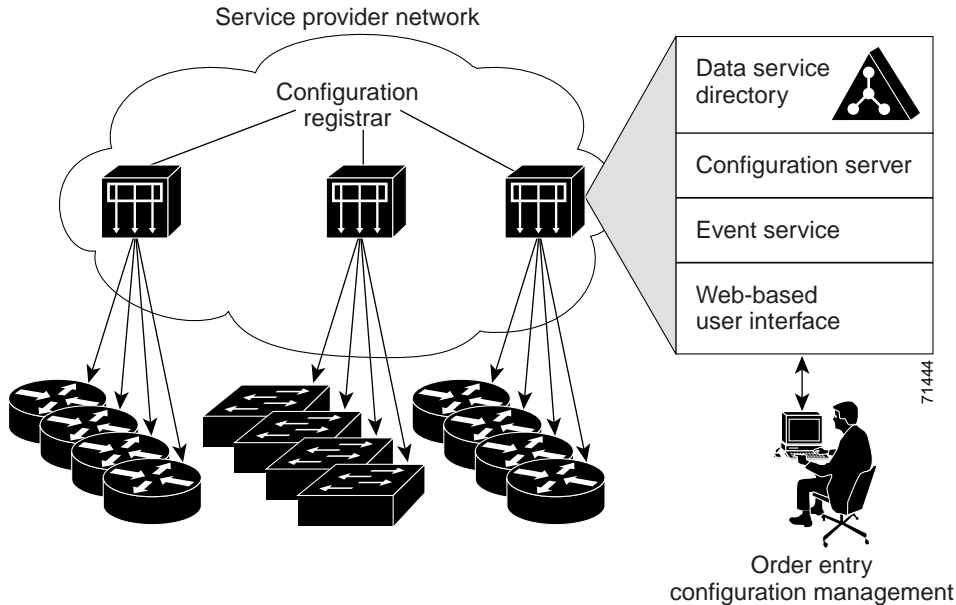 Service provider network
Configuration
registrar
Data service
directory
Configuration server
Event service
Web-based
user interface
71444
Order entry
configuration management